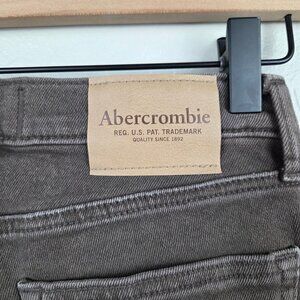 Abercrombie
REG. U.S. PAT. TRADEMARK
QUALITY SINCE 1892